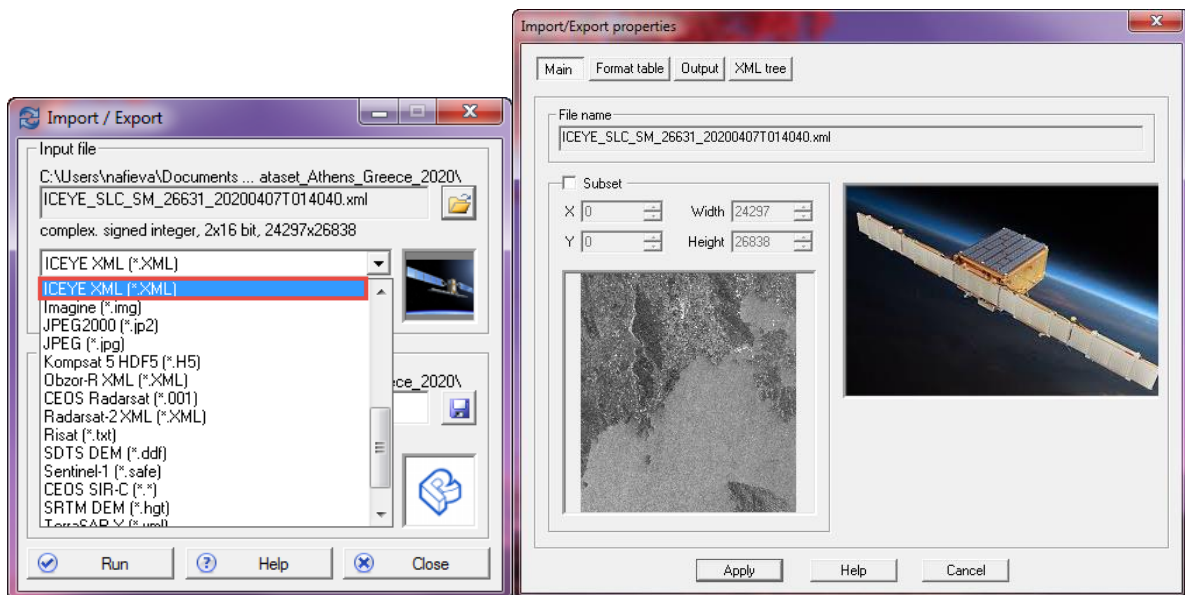 Import / Export
Input file
C:\Users\nafieva\Documents ... ataset_Athens_Greece_2020\
ICEYE_SLC_SM_26631_20200407T014040.xml
complex. signed integer, 2x16 bit, 24297x26838
ICEYE XML (*.XML)
ICEYE XML (*.XML)
Imagine (*.img)
JPEG2000 (*.jp2)
JPEG (*.jpg)
Kompsat 5 HDF5 (*.H5)
Obzor-R XML (*.XML)
CEOS Radarsat (*.001)
Radarsat-2 XML (*.XML)
Risat (*.txt)
SDTS DEM (*.ddf)
Sentinel-1 (*.safe)
CEOS SIR-C (*.*)
SRTM DEM (*.hgt)
TerraSAR-X (*.xml)
ece_2020\
Run Help Close
Import/Export properties
Main Format table Output XML tree
File name
ICEYE_SLC_SM_26631_20200407T014040.xml
Subset
X 0 Width 24297
Y 0 Height 26838
Apply Help Cancel